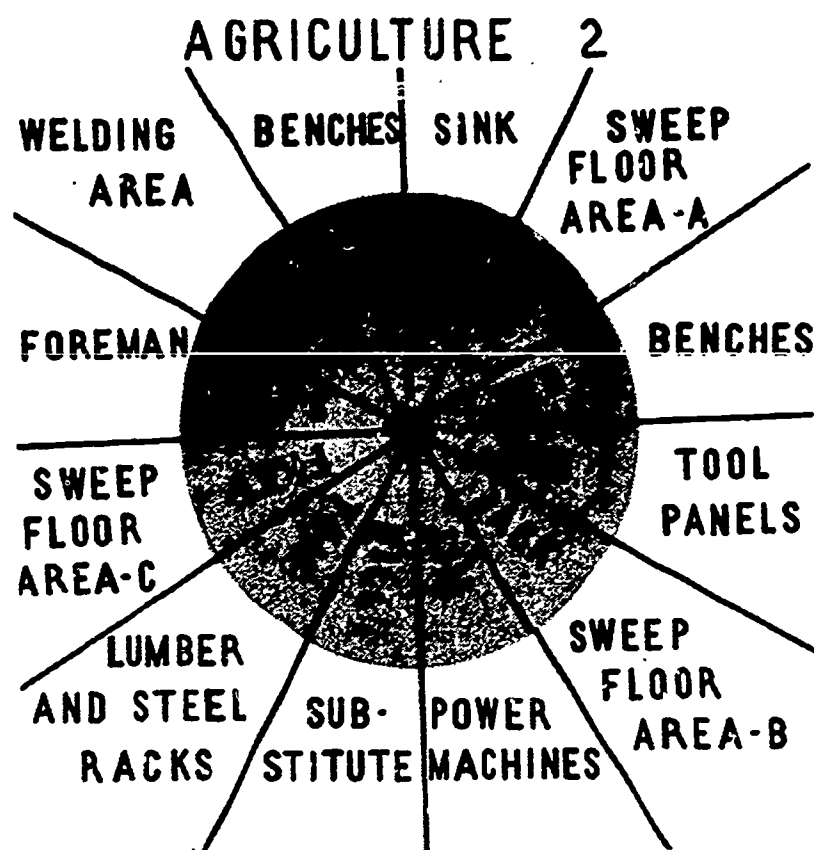 AGRICULTURE 2
WELDING
AREA
BENCHES
SINK
SWEEP
FLOOR
AREA-A
BENCHES
TOOL
PANELS
SWEEP
FLOOR
AREA-B
POWER
MACHINES
SUB-
STITUTE
LUMBER
AND STEEL
RACKS
SWEEP
FLOOR
AREA-C
FOREMAN